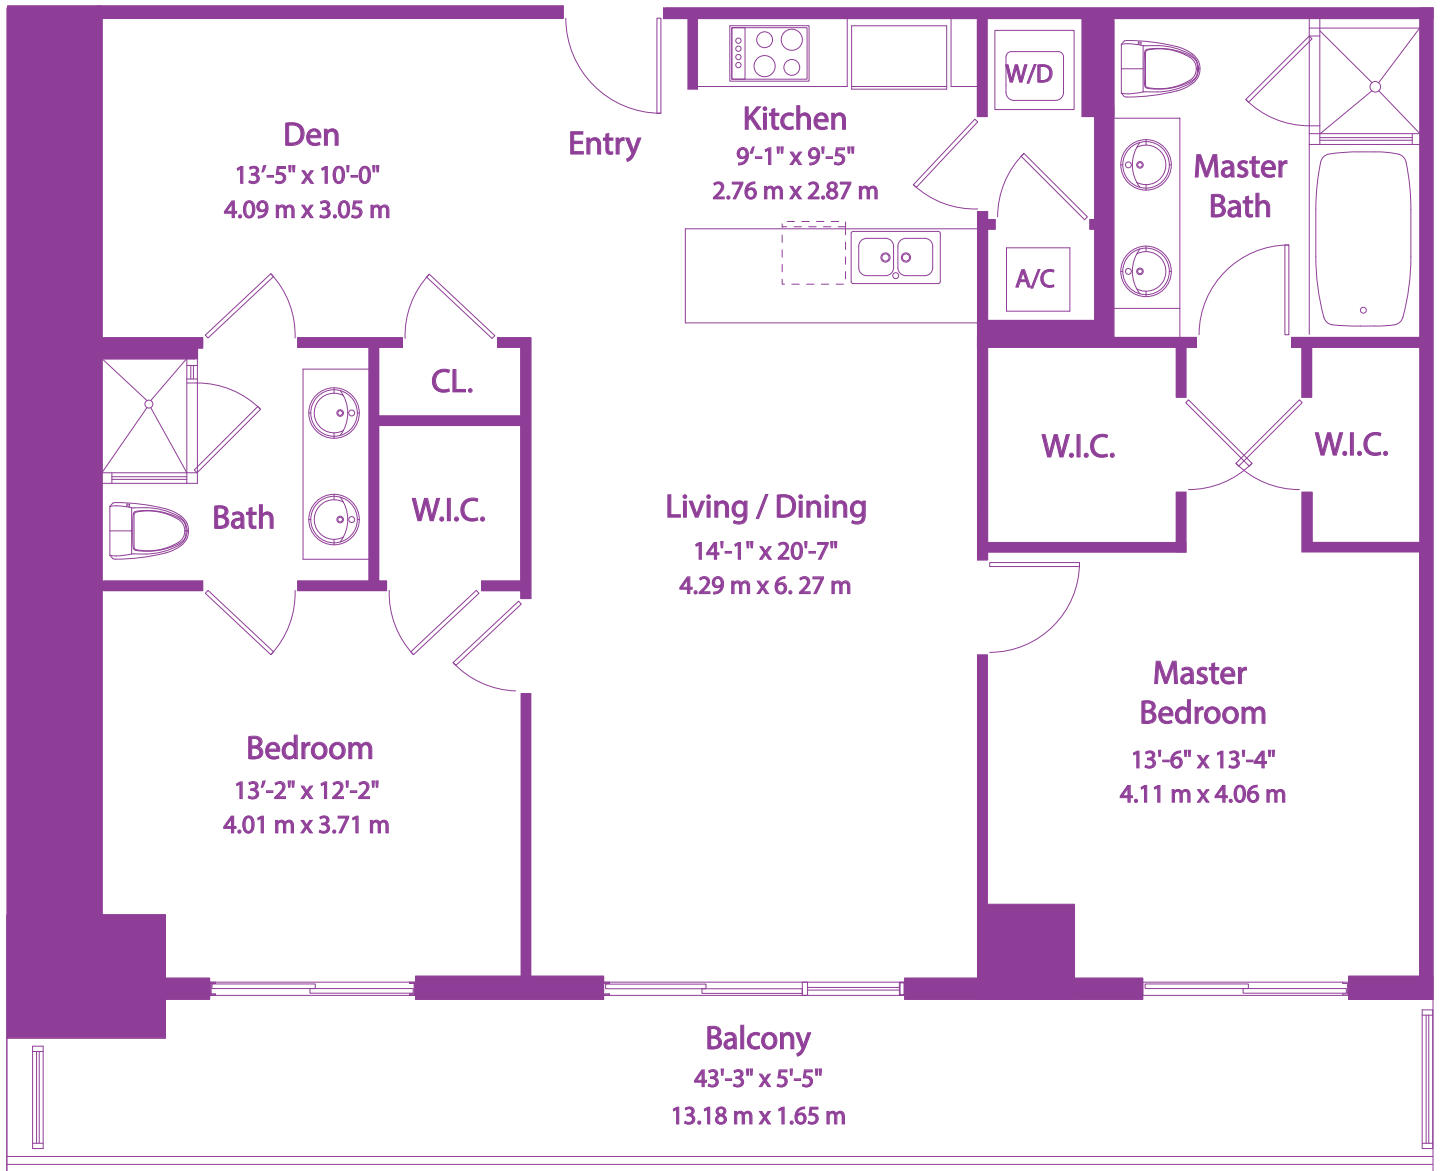 Den
13'-5" x 10'-0"
4.09 m x 3.05 m
Entry
Kitchen
9'-1" x 9'-5"
2.76 m x 2.87 m
W/D
A/C
Master
Bath
CL.
W.I.C.
Bath
Living / Dining
14'-1" x 20'-7"
4.29 m x 6. 27 m
W.I.C.
W.I.C.
Bedroom
13'-2" x 12'-2"
4.01 m x 3.71 m
Master
Bedroom
13'-6" x 13'-4"
4.11 m x 4.06 m
Balcony
43'-3" x 5'-5"
13.18 m x 1.65 m